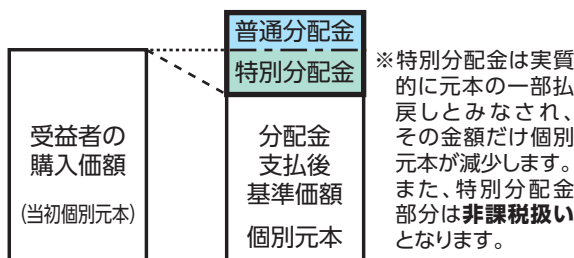 普通分配金
特別分配金
受益者の
購入価額
(当初個別元本)
分配金
支払後
基準価額
個別元本
※特別分配金は実質
的に元本の一部払
戻しとみなされ、
その金額だけ個別
元本が減少します。
また、特別分配金
部分は非課税扱い
となります。